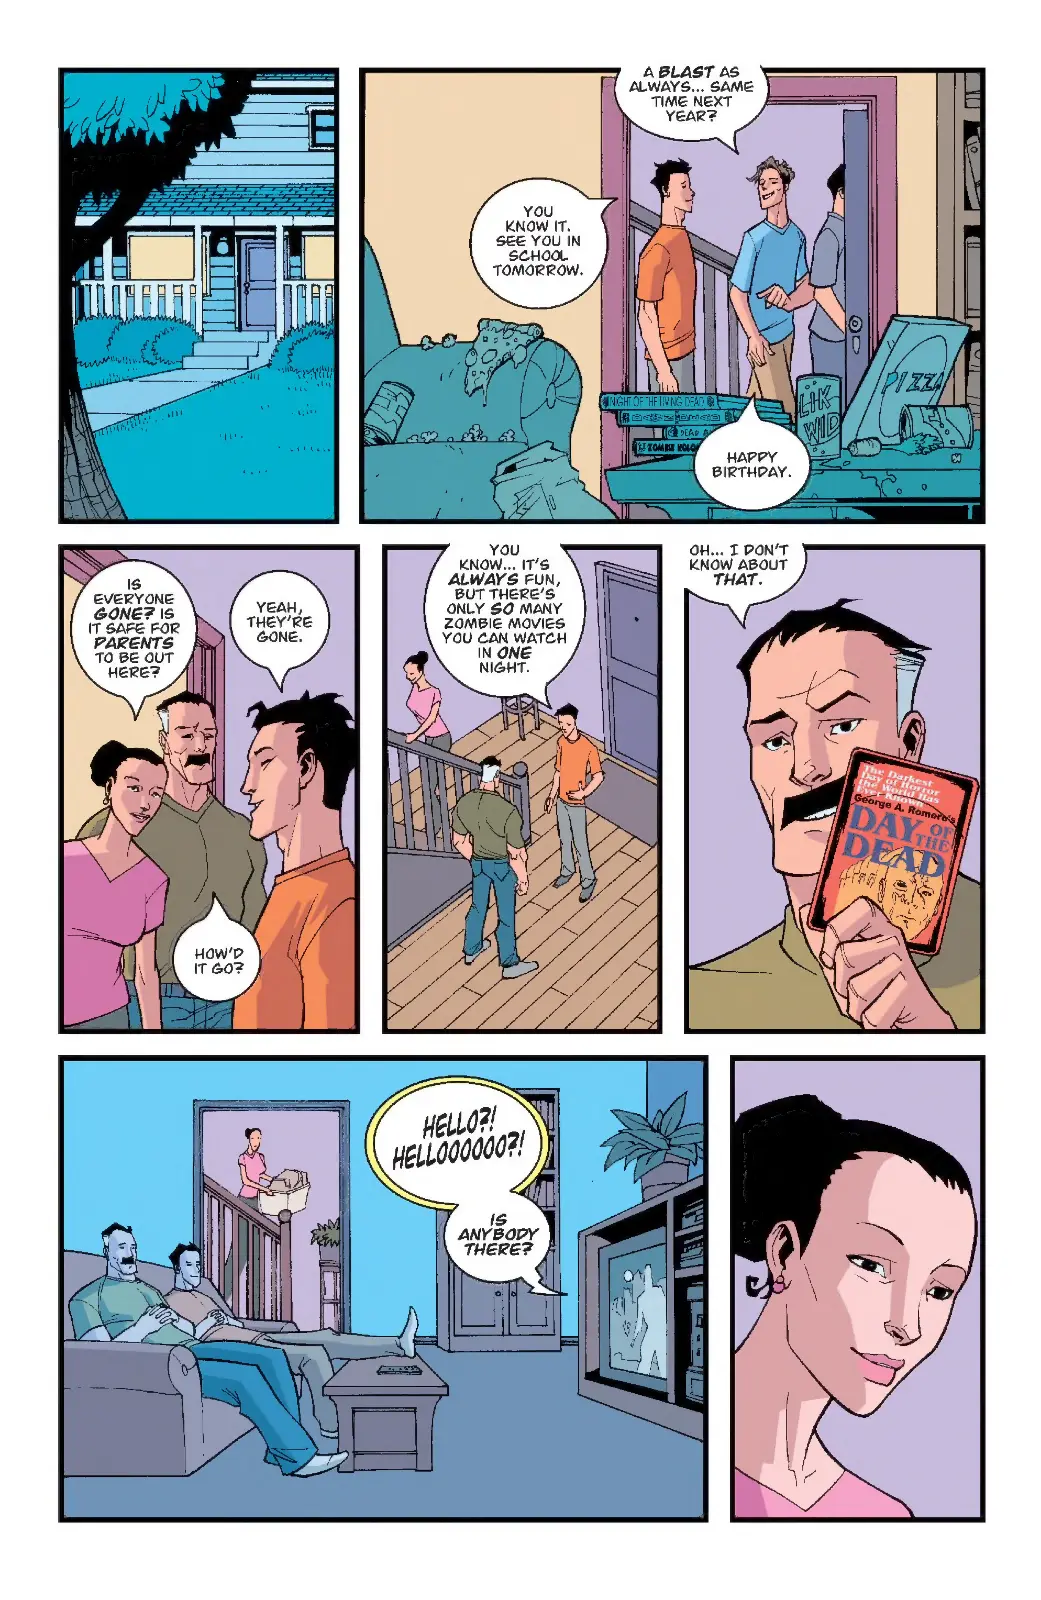 A BLAST AS
ALWAYS... SAME
TIME NEXT
YEAR?
YOU
KNOW IT.
SEE YOU IN
SCHOOL
TOMORROW.
NIGHT OF THE LIVING DEAD
DEAD A
ZOMBIE HOLO
LIK
WID
PIZZA
HAPPY
BIRTHDAY.
IS
EVERYONE
GONE? IS
IT SAFE FOR
PARENTS
TO BE OUT
HERE?
YEAH,
THEY'RE
GONE.
HOW'D
IT GO?
YOU
KNOW... IT'S
ALWAYS FUN,
BUT THERE'S
ONLY SO MANY
ZOMBIE MOVIES
YOU CAN WATCH
IN ONE
NIGHT.
OH... I DON'T
KNOW ABOUT
THAT.
The Darkest
Day of Horror
the World Has
Ever Known
George A. Romero's
DAY OF
THE
DEAD
HELLO?!
HELLOOOOOO?!
IS
ANYBODY
THERE?